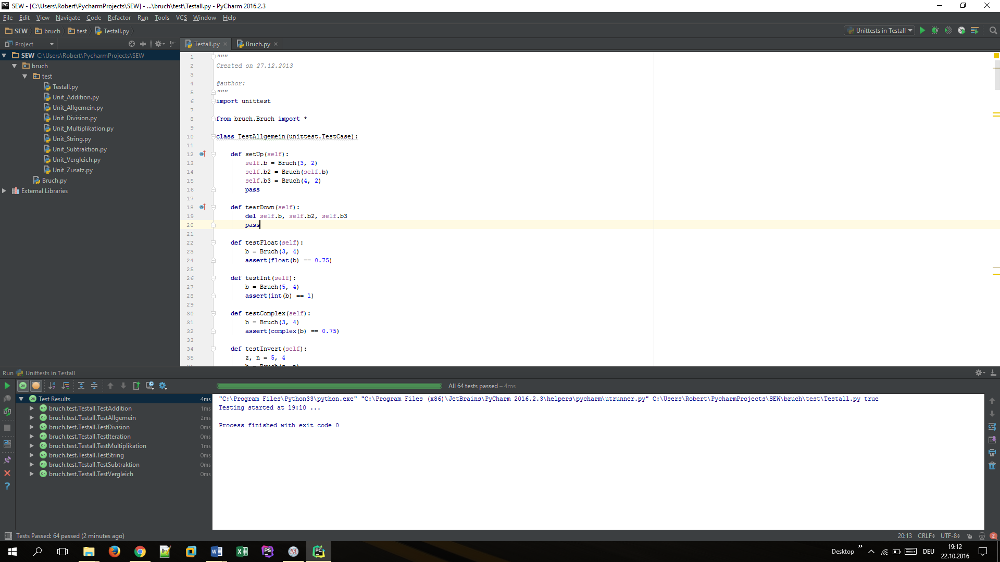 SEW - [C:\Users\Robert\PycharmProjects\SEW] - ...\bruch\test\Testall.py - PyCharm 2016.2.3
File Edit View Navigate Code Refactor Run Tools VCS Window Help
SEW bruch test Testall.py
Unittests in Testall
Project
Testall.py Bruch.py
SEW C:\Users\Robert\PycharmProjects\SEW
bruch
test
Testall.py
Unit_Addition.py
Unit_Allgemein.py
Unit_Division.py
Unit_Multiplikation.py
Unit_String.py
Unit_Subtraktion.py
Unit_Vergleich.py
Unit_Zusatz.py
Bruch.py
External Libraries
1 """
2 Created on 27.12.2013
3
4 @author:
5 """
6 import unittest
7
8 from bruch.Bruch import *
9
10 class TestAllgemein(unittest.TestCase):
11
12 def setUp(self):
13 self.b = Bruch(3, 2)
14 self.b2 = Bruch(self.b)
15 self.b3 = Bruch(4, 2)
16 pass
17
18 def tearDown(self):
19 del self.b, self.b2, self.b3
20 pass
21
22 def testFloat(self):
23 b = Bruch(3, 4)
24 assert(float(b) == 0.75)
25
26 def testInt(self):
27 b = Bruch(5, 4)
28 assert(int(b) == 1)
29
30 def testComplex(self):
31 b = Bruch(3, 4)
32 assert(complex(b) == 0.75)
33
34 def testInvert(self):
35 z, n = 5, 4
Run Unittests in Testall
All 64 tests passed – 4ms
Test Results 4ms
bruch.test.Testall.TestAddition 1ms
bruch.test.Testall.TestAllgemein 2ms
bruch.test.Testall.TestDivision 0ms
bruch.test.Testall.TestIteration 0ms
bruch.test.Testall.TestMultiplikation 1ms
bruch.test.Testall.TestString 0ms
bruch.test.Testall.TestSubtraktion 0ms
bruch.test.Testall.TestVergleich 0ms
"C:\Program Files\Python33\python.exe" "C:\Program Files (x86)\JetBrains\PyCharm 2016.2.3\helpers\pycharm\utrunner.py" C:\Users\Robert\PycharmProjects\SEW\bruch\test\Testall.py true
Testing started at 19:10 ...
Process finished with exit code 0
Tests Passed: 64 passed (2 minutes ago)
20:13 CRLF UTF-8 2
Desktop » DEU 19:12
22.10.2016